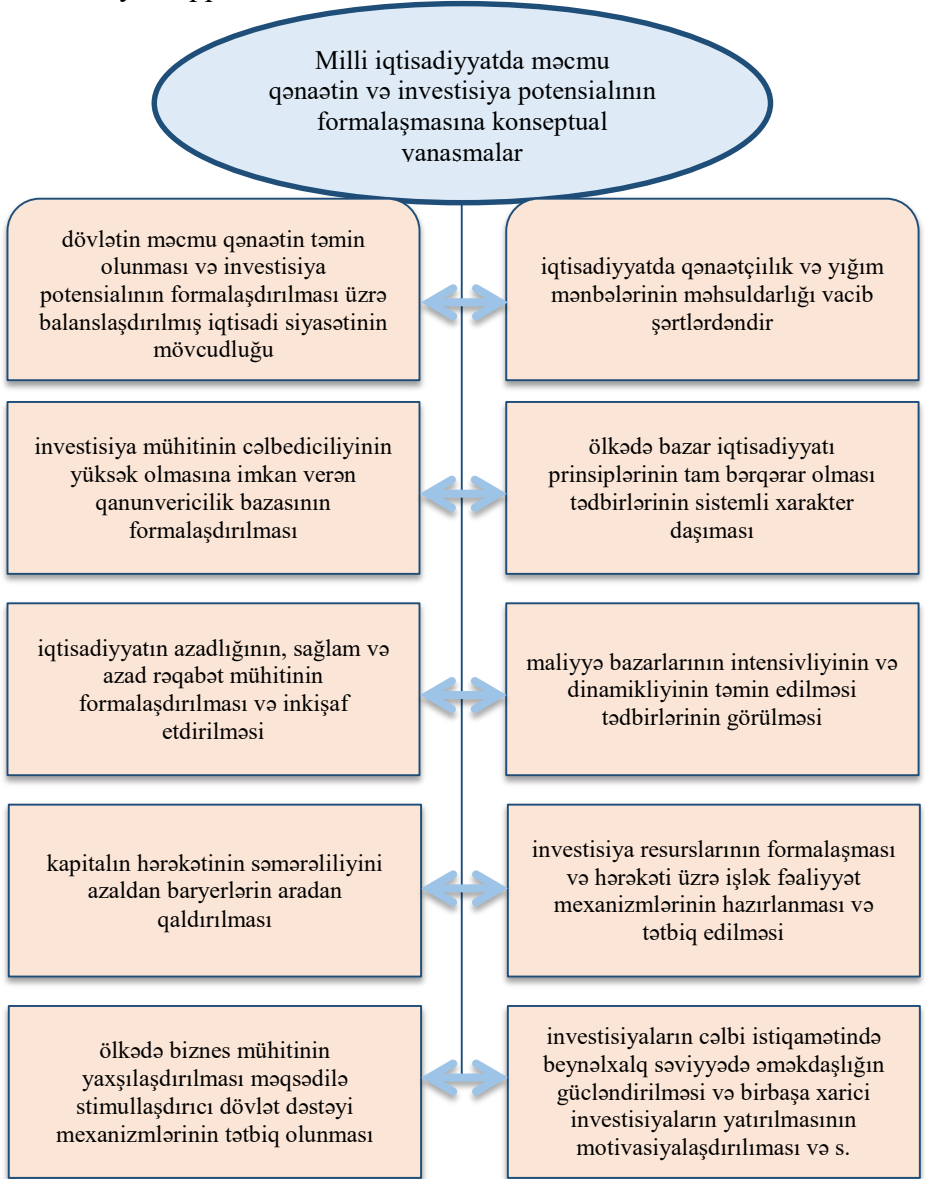 Milli iqtisadiyyatda məcmu
qənaətin və investisiya potensialının
formalaşmasına konseptual
vanasmalar
dövlətin məcmu qənaətin təmin
olunması və investisiya
potensialının formalaşdırılması üzrə
balanslaşdırılmış iqtisadi siyasətinin
mövcudluğu
iqtisadiyyatda qənaətçiılik və yığım
mənbələrinin məhsuldarlığı vacib
şərtlərdəndir
investisiya mühitinin cəlbediciliyinin
yüksək olmasına imkan verən
qanunvericilik bazasının
formalaşdırılması
ölkədə bazar iqtisadiyyatı
prinsiplərinin tam bərqərar olması
tədbirlərinin sistemli xarakter
daşıması
iqtisadiyyatın azadlığının, sağlam və
azad rəqabət mühitinin
formalaşdırılması və inkişaf
etdirilməsi
maliyyə bazarlarının intensivliyinin və
dinamikliyinin təmin edilməsi
tədbirlərinin görülməsi
kapitalın hərəkətinin səmərəliliyini
azaldan baryerlərin aradan
qaldırılması
investisiya resurslarının formalaşması
və hərəkəti üzrə işlək fəaliyyət
mexanizmlərinin hazırlanması və
tətbiq edilməsi
ölkədə biznes mühitinin
yaxşılaşdırılması məqsədilə
stimullaşdırıcı dövlət dəstəyi
mexanizmlərinin tətbiq olunması
investisiyaların cəlbi istiqamətində
beynəlxalq səviyyədə əməkdaşlığın
gücləndirilməsi və birbaşa xarici
investisiyaların yatırılmasının
motivasiyalaşdırılıması və s.